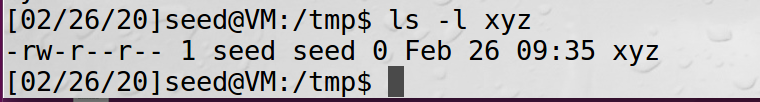 [02/26/20]seed@VM:/tmp$ ls -l xyz
-rw-r--r-- 1 seed seed 0 Feb 26 09:35 xyz
[02/26/20]seed@VM:/tmp$